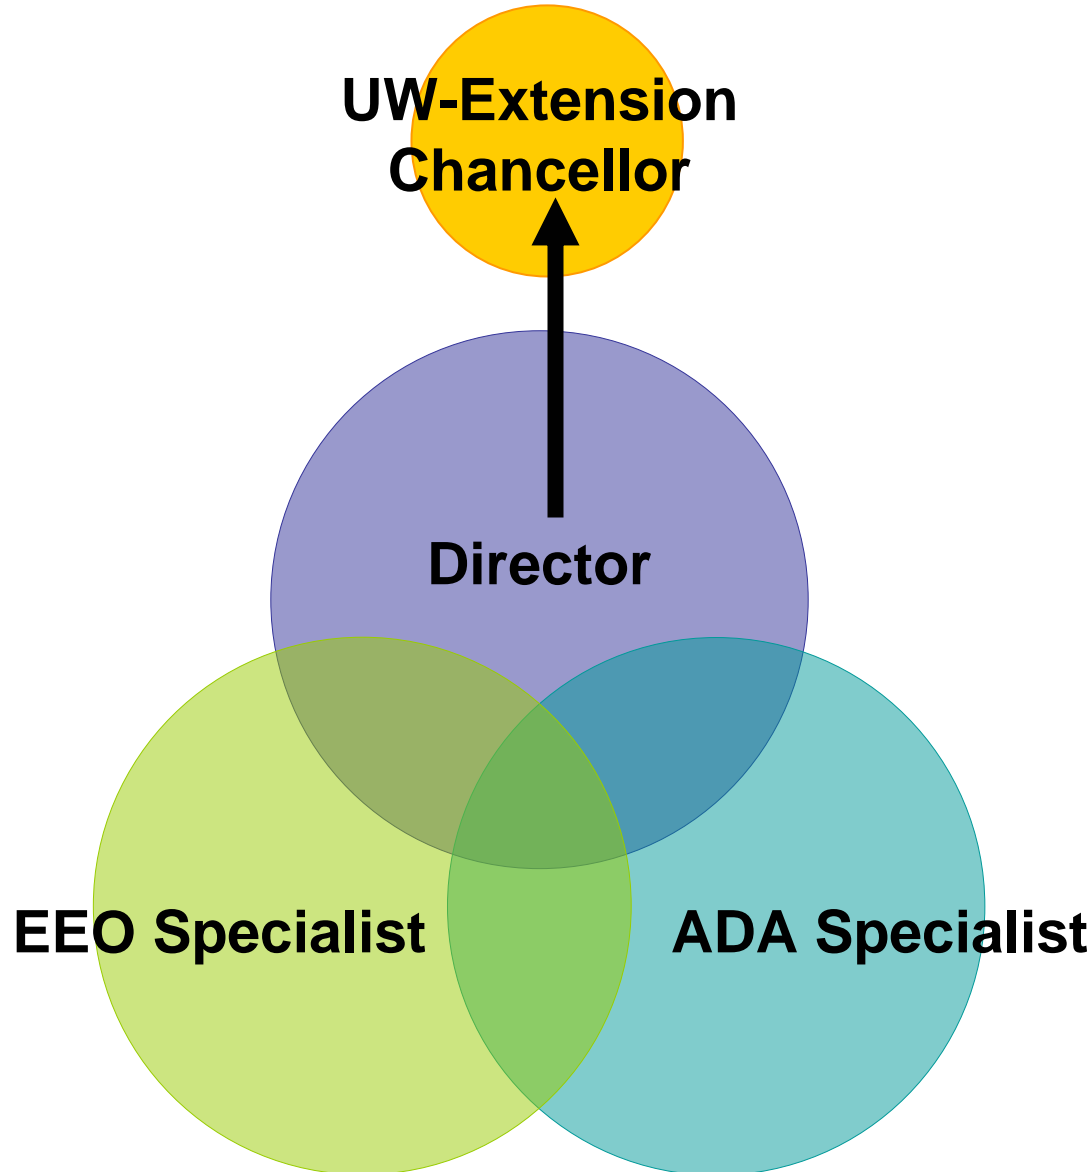 UW-Extension
Chancellor
Director
EEO Specialist
ADA Specialist